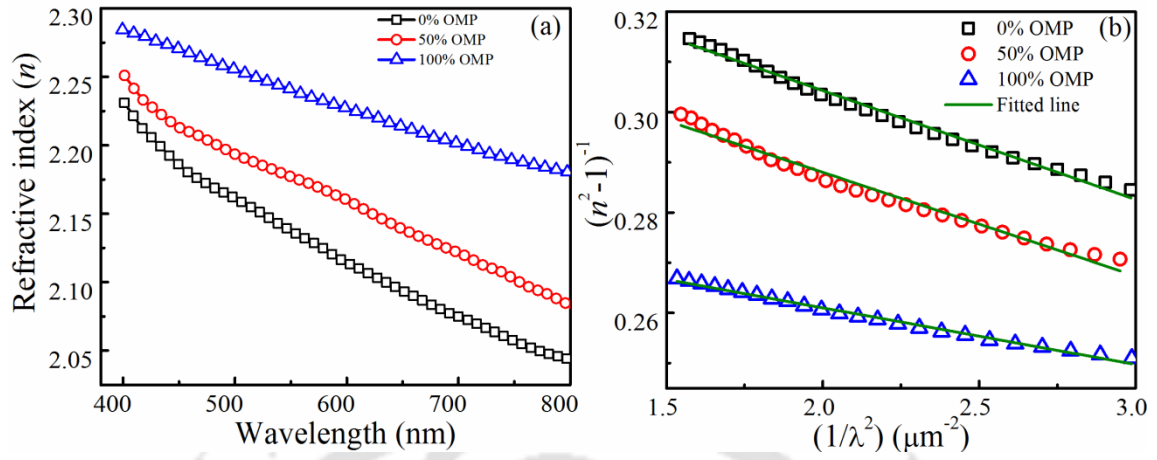 (a)
0% OMP
50% OMP
100% OMP
2.30
2.25
2.20
2.15
2.10
2.05
Refractive index (n)
400 500 600 700 800
Wavelength (nm)
(b)
0% OMP
50% OMP
100% OMP
Fitted line
0.32
0.30
0.28
0.26
(n²-1)⁻¹
1.5 2.0 2.5 3.0
(1/λ²) (μm⁻²)